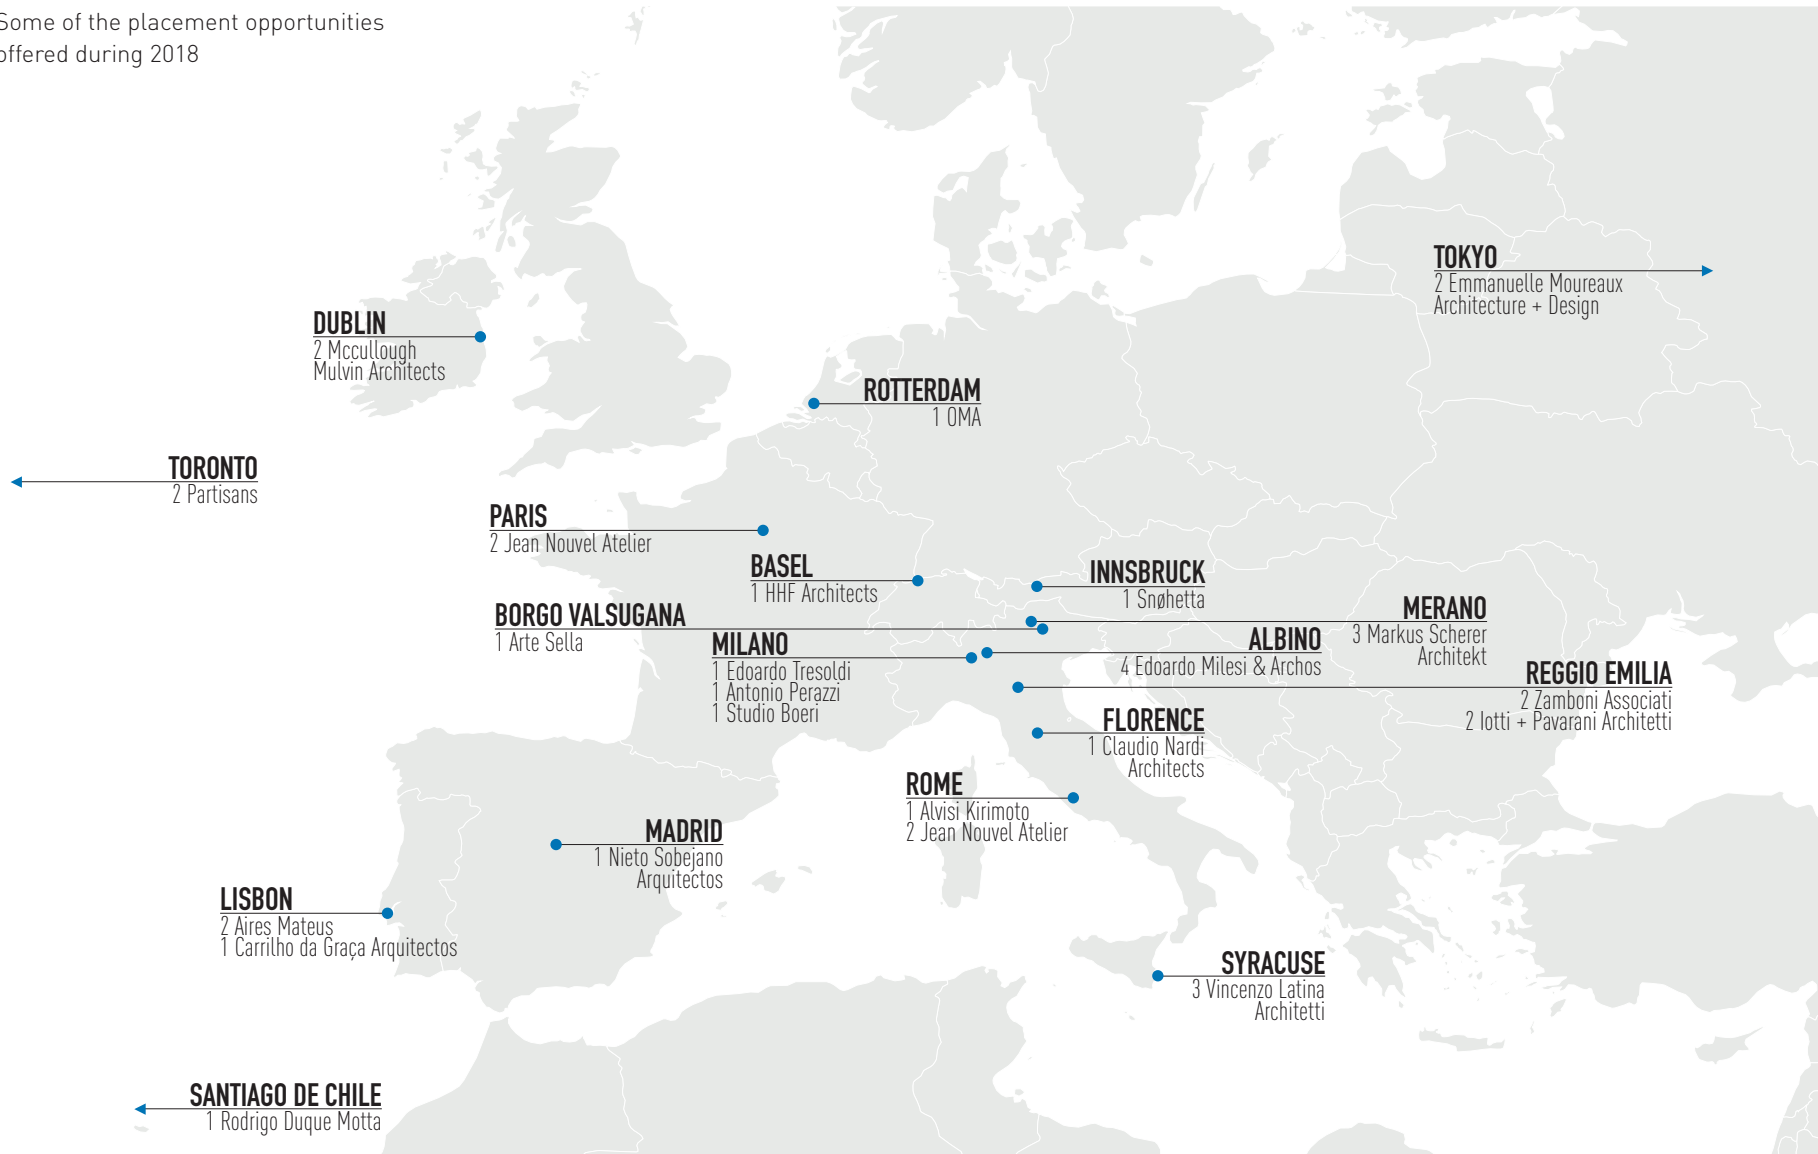 Some of the placement opportunities
offered during 2018
TOKYO
2 Emmanuelle Moureaux
Architecture + Design
DUBLIN
2 Mccullough
Mulvin Architects
ROTTERDAM
1 OMA
TORONTO
2 Partisans
PARIS
2 Jean Nouvel Atelier
BASEL
1 HHF Architects
INNSBRUCK
1 Snøhetta
BORGO VALSUGANA
1 Arte Sella
MERANO
3 Markus Scherer
Architekt
MILANO
1 Edoardo Tresoldi
1 Antonio Perazzi
1 Studio Boeri
ALBINO
4 Edoardo Milesi & Archos
REGGIO EMILIA
2 Zamboni Associati
2 Iotti + Pavarani Architetti
FLORENCE
1 Claudio Nardi
Architects
ROME
1 Alvisi Kirimoto
2 Jean Nouvel Atelier
MADRID
1 Nieto Sobejano
Arquitectos
LISBON
2 Aires Mateus
1 Carrilho da Graça Arquitectos
SYRACUSE
3 Vincenzo Latina
Architetti
SANTIAGO DE CHILE
1 Rodrigo Duque Motta